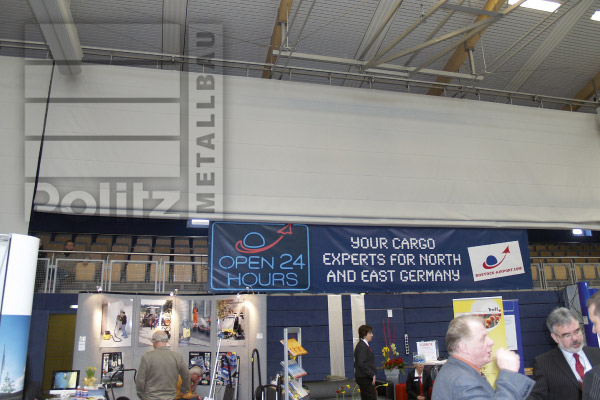 Politz
METALLBAU
OPEN 24
HOURS
YOUR CARGO
EXPERTS FOR NORTH
AND EAST GERMANY
ROSTOCK-AIRPORT.COM